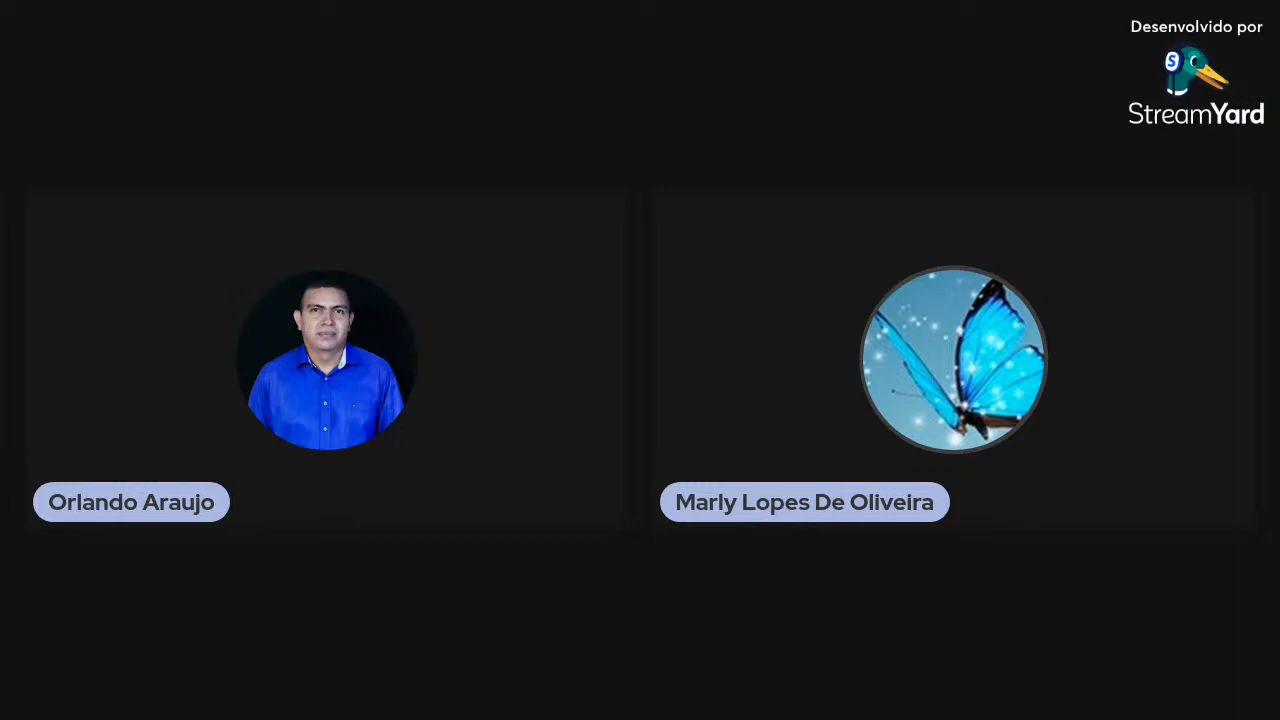 Desenvolvido por
S
StreamYard
Orlando Araujo
Marly Lopes De Oliveira